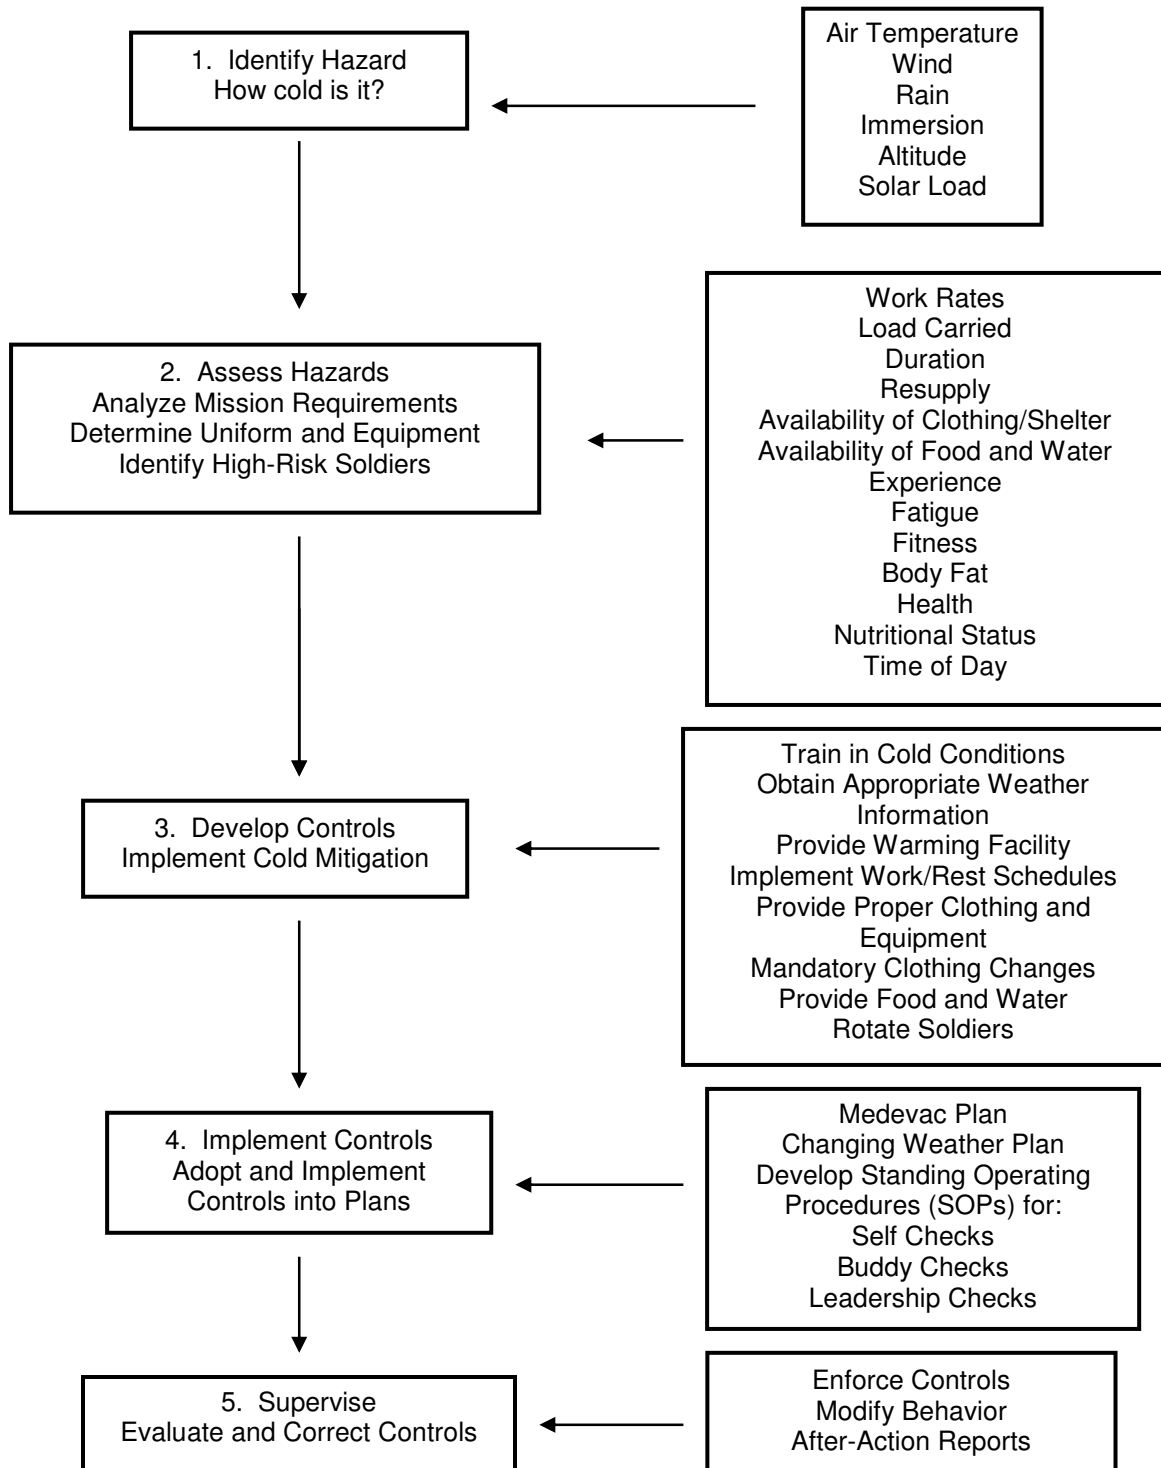 1. Identify Hazard
How cold is it?
Air Temperature
Wind
Rain
Immersion
Altitude
Solar Load
2. Assess Hazards
Analyze Mission Requirements
Determine Uniform and Equipment
Identify High-Risk Soldiers
Work Rates
Load Carried
Duration
Resupply
Availability of Clothing/Shelter
Availability of Food and Water
Experience
Fatigue
Fitness
Body Fat
Health
Nutritional Status
Time of Day
3. Develop Controls
Implement Cold Mitigation
Train in Cold Conditions
Obtain Appropriate Weather
Information
Provide Warming Facility
Implement Work/Rest Schedules
Provide Proper Clothing and
Equipment
Mandatory Clothing Changes
Provide Food and Water
Rotate Soldiers
4. Implement Controls
Adopt and Implement
Controls into Plans
Medevac Plan
Changing Weather Plan
Develop Standing Operating
Procedures (SOPs) for:
Self Checks
Buddy Checks
Leadership Checks
5. Supervise
Evaluate and Correct Controls
Enforce Controls
Modify Behavior
After-Action Reports